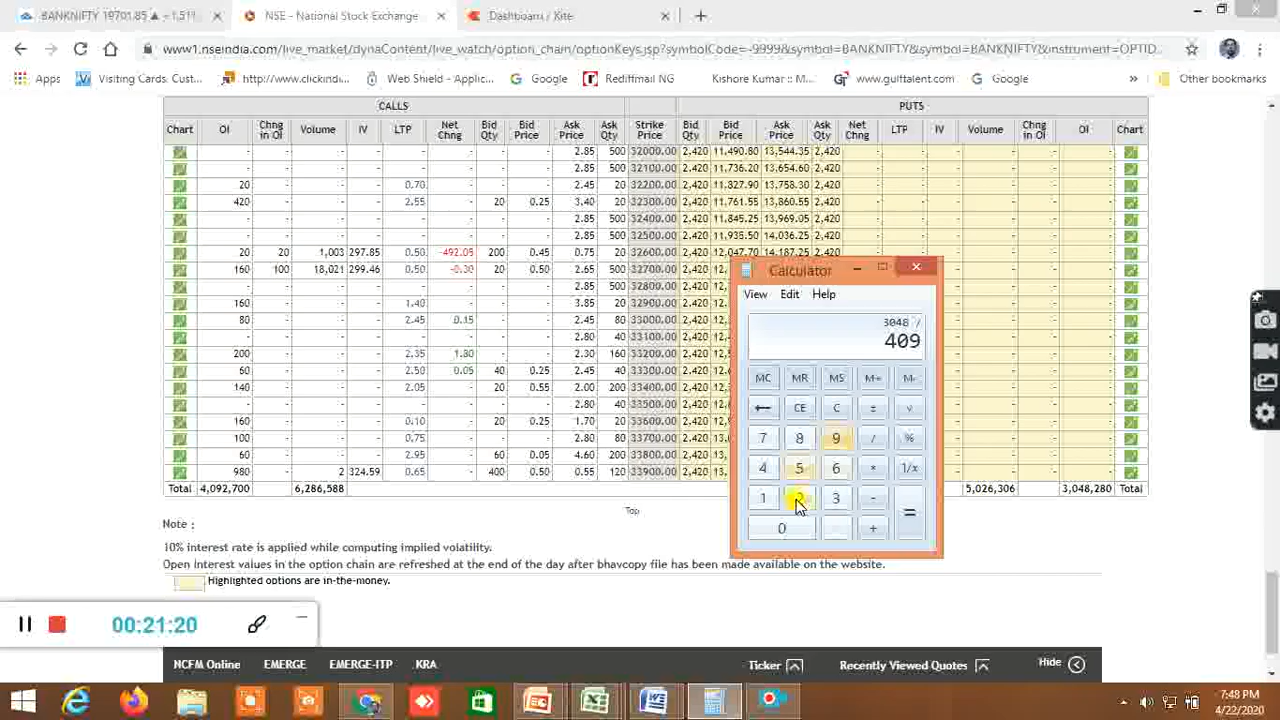 BANKNIFTY 19701.85 ▲ +1.51%
NSE - National Stock Exchange
Dashboard / Kite
www1.nseindia.com/live_market/dynaContent/live_watch/option_chain/optionKeys.jsp?symbolCode=-9999&symbol=BANKNIFTY&symbol=BANKNIFTY&instrument=OPTID...
Apps Visiting Cards: Cust... http://www.clickindi... Web Shield - Applic... Google Rediffmail NG Kishore Kumar :: M... www.gulftalent.com Google » Other bookmarks
CALLS PUTS
Chart OI Chng in OI Volume IV LTP Net Chng Bid Qty Bid Price Ask Price Ask Qty Strike Price Bid Qty Bid Price Ask Price Ask Qty Net Chng LTP IV Volume Chng in OI OI Chart
- - - - - - - - 2.85 500 32000.00 2,420 11,490.80 13,544.35 2,420 - - - - - -
- - - - - - - - 2.85 500 32100.00 2,420 11,736.20 13,654.60 2,420 - - - - - -
20 - - - 0.70 - - - 2.45 20 32200.00 2,420 11,827.90 13,758.30 2,420 - - - - - -
420 - - - 2.55 - 20 0.25 3.40 20 32300.00 2,420 11,761.55 13,860.55 2,420 - - - - - -
- - - - - - - - 2.85 500 32400.00 2,420 11,845.25 13,969.05 2,420 - - - - - -
- - - - - - - - 2.85 500 32500.00 2,420 11,935.50 14,036.25 2,420 - - - - - -
20 20 1,003 297.85 0.50 -492.05 200 0.45 0.75 20 32600.00 2,420 12,047.70 14,187.25 2,420 - - - - - -
160 100 18,021 299.46 0.50 -0.30 20 0.50 2.65 500 32700.00 2,420
- - - - - - - - 2.85 500 32800.00 2,420
160 - - - 1.40 - - - 3.85 20 32900.00 2,420
80 - - - 2.45 0.15 - - 2.45 80 33000.00 2,420
- - - - - - - - 2.80 40 33100.00 2,420
200 - - - 2.35 1.80 - - 2.30 160 33200.00 2,420
60 - - - 2.50 0.05 40 0.25 2.45 40 33300.00 2,420
140 - - - 2.05 - 20 0.55 2.00 200 33400.00 2,420
- - - - - - - - 2.80 40 33500.00 2,420
160 - - - 0.10 - 20 0.25 1.70 20 33600.00 2,420
100 - - - 0.75 - - - 2.80 80 33700.00 2,420
60 - - - 2.95 - 60 0.05 4.60 200 33800.00 2,420
980 - 2 324.59 0.65 - 400 0.50 0.55 120 33900.00 2,420
Total 4,092,700 6,286,588 5,026,306 3,048,280 Total
Calculator
View Edit Help
3048 /
409
MC MR MS M+ M-
← CE C ± √
7 8 9 / %
4 5 6 * 1/x
1 2 3 - =
0 . +
Top
Note :
10% interest rate is applied while computing implied volatility.
Open Interest values in the option chain are refreshed at the end of the day after bhavcopy file has been made available on the website.
Highlighted options are in-the-money.
00:21:20
NCFM Online EMERGE EMERGE-ITP KRA Ticker Recently Viewed Quotes Hide
7:48 PM
4/22/2020